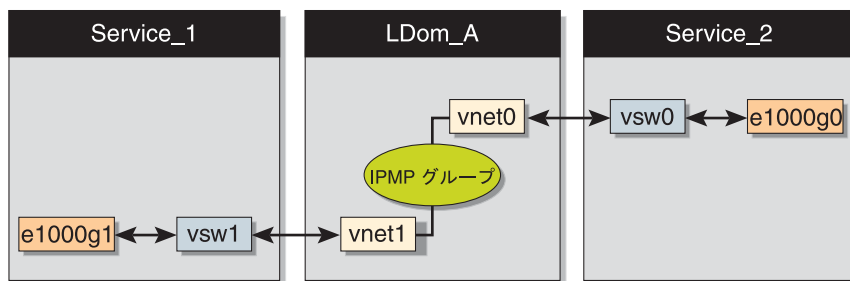 Service_1
LDom_A
Service_2
vnet0
vsw0
e1000g0
IPMP グループ
e1000g1
vsw1
vnet1